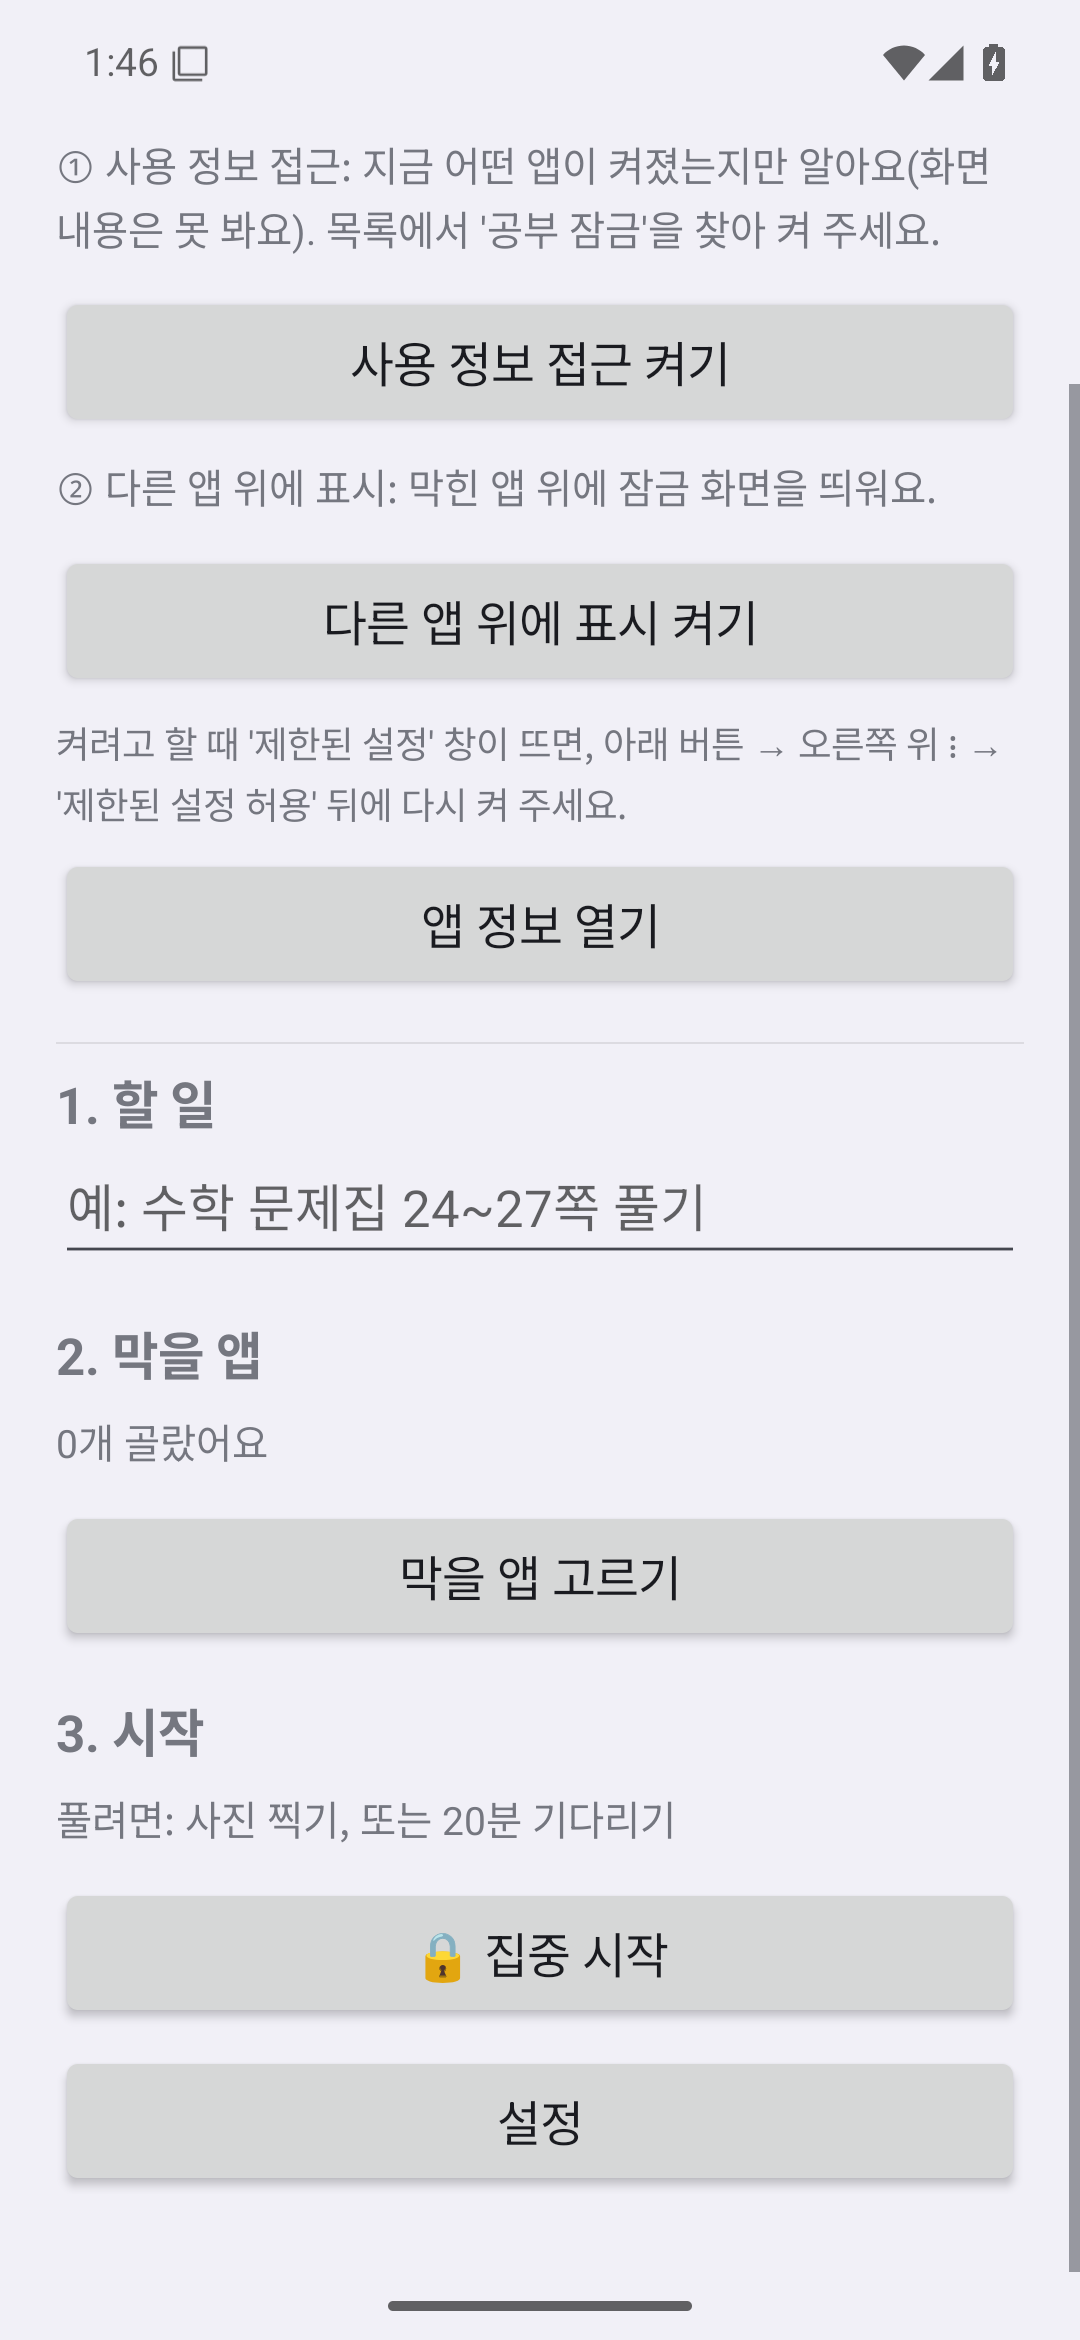 1:46
① 사용 정보 접근: 지금 어떤 앱이 켜졌는지만 알아요(화면
내용은 못 봐요). 목록에서 '공부 잠금'을 찾아 켜 주세요.
사용 정보 접근 켜기
② 다른 앱 위에 표시: 막힌 앱 위에 잠금 화면을 띄워요.
다른 앱 위에 표시 켜기
켜려고 할 때 '제한된 설정' 창이 뜨면, 아래 버튼 → 오른쪽 위 ⋮ →
'제한된 설정 허용' 뒤에 다시 켜 주세요.
앱 정보 열기
1. 할 일
예: 수학 문제집 24~27쪽 풀기
2. 막을 앱
0개 골랐어요
막을 앱 고르기
3. 시작
풀려면: 사진 찍기, 또는 20분 기다리기
🔒 집중 시작
설정